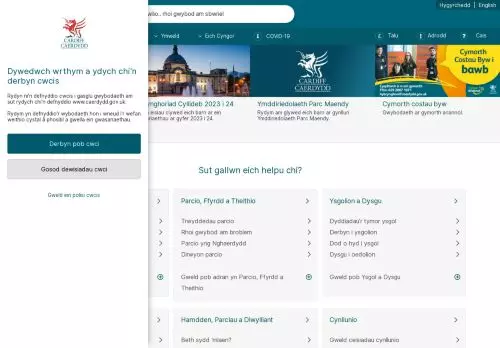 Hygyrchedd | English
... rhoi gwybod am sbwriel
Ymweld
Eich Cyngor
COVID-19
Talu
Adrodd
Cais
CARDIFF
CAERDYDD
Dywedwch wrthym a ydych chi'n
derbyn cwcis
Rydyn ni'n defnyddio cwcis i gasglu gwybodaeth am
sut rydych chi'n defnyddio www.caerdydd.gov.uk
Rydym yn defnyddio'r wybodaeth hon i wneud i'r wefan
weithio cystal â phosibl a gwella ein gwasanaethau.
Derbyn pob cwci
Gosod dewisiadau cwci
Gweld ein polisi cwcis
CARDIFF
CAERDYDD
Cymorth
Costau Byw i
bawb
Cyllideb 2023 i 24
eisiau clywed eich barn ar ein
ar gyfer 2023 i 24.
Ymddiriedolaeth Parc Maendy
Rydym am glywed eich barn ar gynllun
Ymddiriedolaeth Parc Maendy.
Cymorth costau byw
Gwybodaeth ar gymorth ariannol.
Sut gallwn eich helpu chi?
Parcio, Ffyrdd a Theithio
Trwyddedau parcio
Rhoi gwybod am broblem
Parcio yng Nghaerdydd
Dirwyon parcio
Gweld pob adran yn Parcio, Ffyrdd a
Theithio
Ysgolion a Dysgu
Dyddiadau'r tymor ysgol
Derbyn i ysgolion
Dod o hyd i ysgol
Dysgu i oedolion
Gweld pob Ysgol a Dysgu
Hamdden, Parciau a Diwylliant
Beth sydd 'mlaen?
Cynllunio
Gweld ceisiadau cynllunio